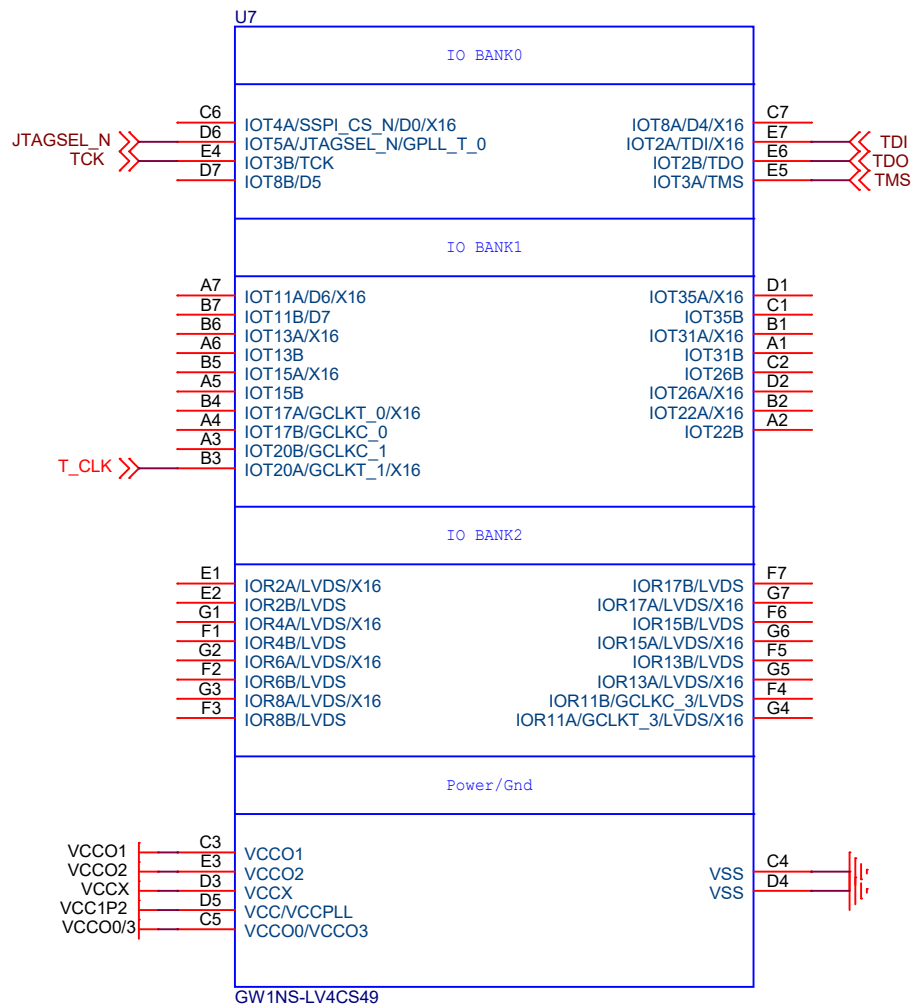 U7
IO BANK0
C6 IOT4A/SSPI_CS_N/D0/X16 IOT8A/D4/X16 C7
JTAGSEL_N D6 IOT5A/JTAGSEL_N/GPLL_T_0 IOT2A/TDI/X16 E7 TDI
TCK E4 IOT3B/TCK IOT2B/TDO E6 TDO
D7 IOT8B/D5 IOT3A/TMS E5 TMS
IO BANK1
A7 IOT11A/D6/X16 IOT35A/X16 D1
B7 IOT11B/D7 IOT35B C1
B6 IOT13A/X16 IOT31A/X16 B1
A6 IOT13B IOT31B A1
B5 IOT15A/X16 IOT26B C2
A5 IOT15B IOT26A/X16 D2
B4 IOT17A/GCLKT_0/X16 IOT22A/X16 B2
A4 IOT17B/GCLKC_0 IOT22B A2
A3 IOT20B/GCLKC_1
T_CLK B3 IOT20A/GCLKT_1/X16
IO BANK2
E1 IOR2A/LVDS/X16 IOR17B/LVDS F7
E2 IOR2B/LVDS IOR17A/LVDS/X16 G7
G1 IOR4A/LVDS/X16 IOR15B/LVDS F6
F1 IOR4B/LVDS IOR15A/LVDS/X16 G6
G2 IOR6A/LVDS/X16 IOR13B/LVDS F5
F2 IOR6B/LVDS IOR13A/LVDS/X16 G5
G3 IOR8A/LVDS/X16 IOR11B/GCLKC_3/LVDS F4
F3 IOR8B/LVDS IOR11A/GCLKT_3/LVDS/X16 G4
Power/Gnd
VCCO1 C3 VCCO1
VCCO2 E3 VCCO2 VSS C4
VCCX D3 VCCX VSS D4
VCC1P2 D5 VCC/VCCPLL
VCCO0/3 C5 VCCO0/VCCO3
GW1NS-LV4CS49